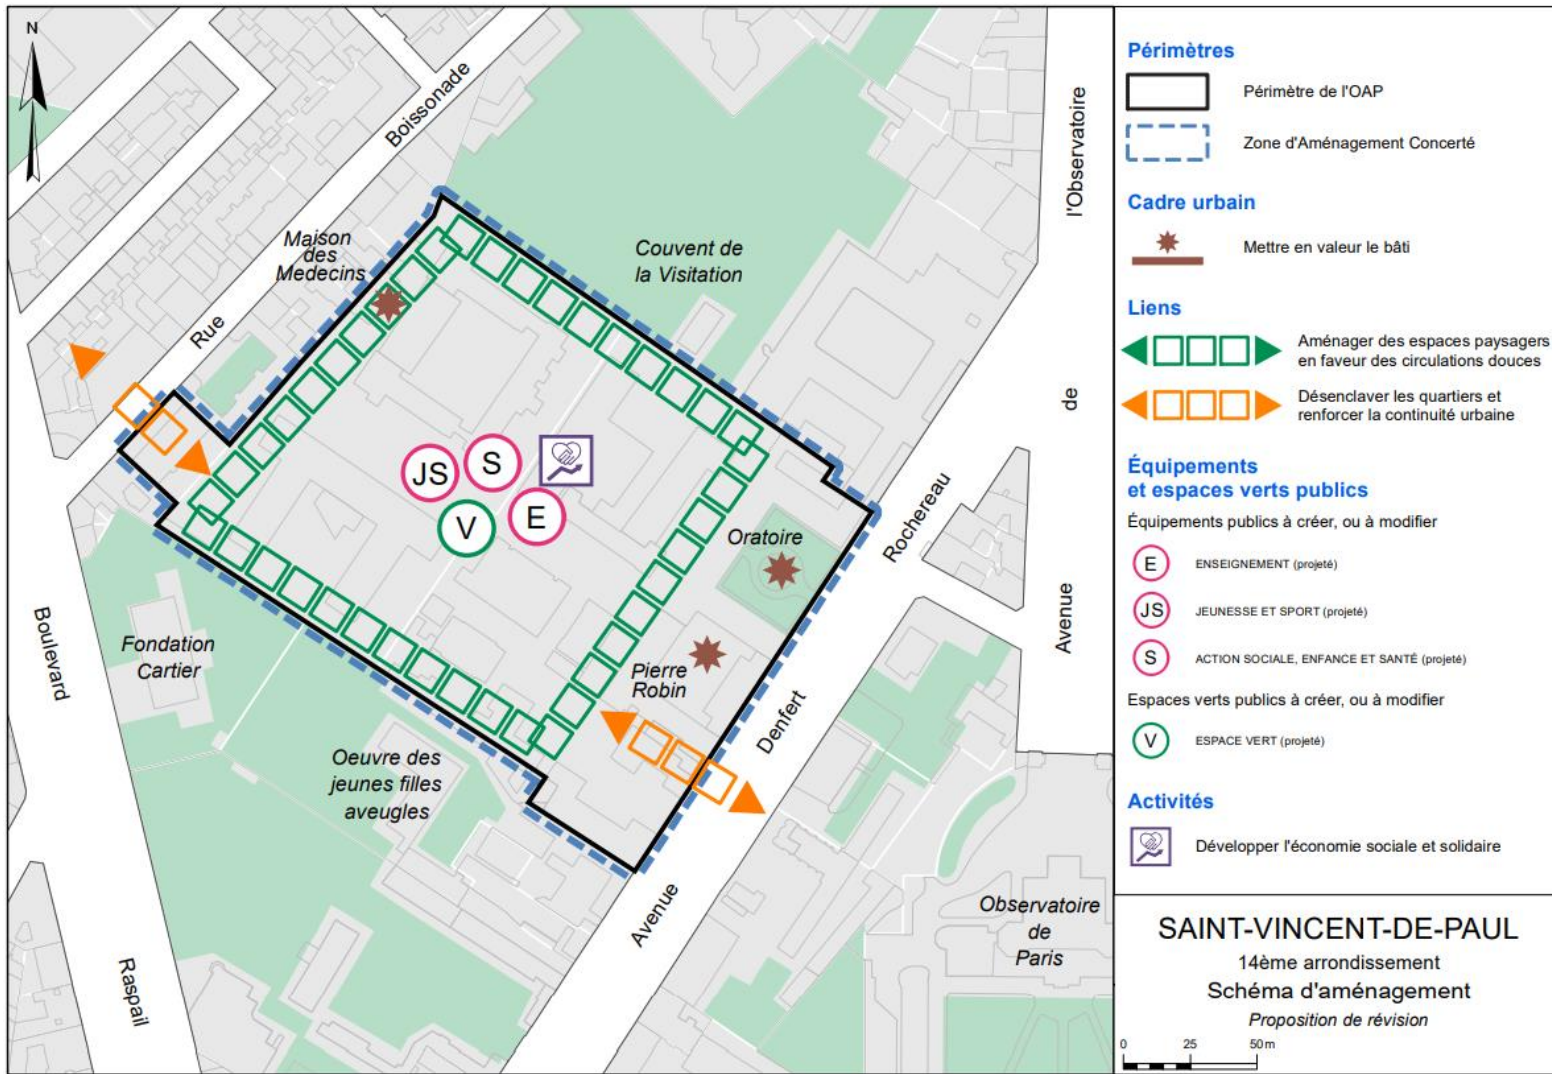 N
Boissonade
Rue
Maison
des
Medecins
Couvent de
la Visitation
l'Observatoire
de
Avenue
JS
S
E
V
Oratoire
Rochereau
Denfert
Avenue
Pierre
Robin
Boulevard
Raspail
Fondation
Cartier
Oeuvre des
jeunes filles
aveugles
Observatoire
de
Paris
Périmètres
Périmètre de l'OAP
Zone d'Aménagement Concerté
Cadre urbain
Mettre en valeur le bâti
Liens
Aménager des espaces paysagers
en faveur des circulations douces
Désenclaver les quartiers et
renforcer la continuité urbaine
Équipements
et espaces verts publics
Équipements publics à créer, ou à modifier
E ENSEIGNEMENT (projeté)
JS JEUNESSE ET SPORT (projeté)
S ACTION SOCIALE, ENFANCE ET SANTÉ (projeté)
Espaces verts publics à créer, ou à modifier
V ESPACE VERT (projeté)
Activités
Développer l'économie sociale et solidaire
SAINT-VINCENT-DE-PAUL
14ème arrondissement
Schéma d'aménagement
Proposition de révision
0 25 50 m